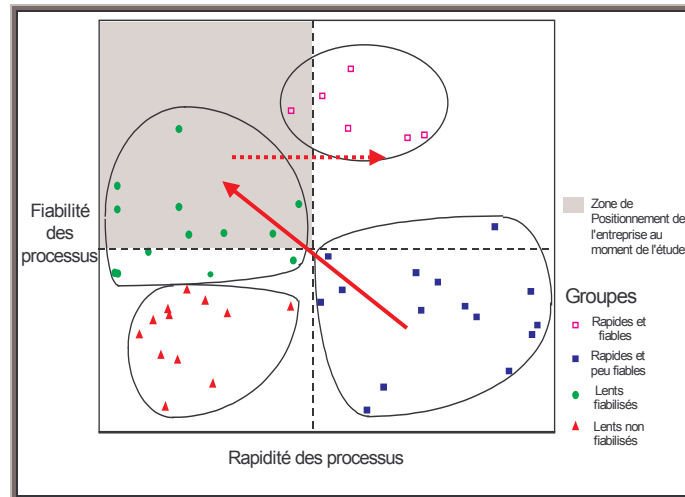 Fiabilité
des
processus
Rapidité des processus
Zone de
Positionnement de
l'entreprise au
moment de l'étude
Groupes
Rapides et
fiables
Rapides et
peu fiables
Lents
fiabilisés
Lents non
fiabilisés